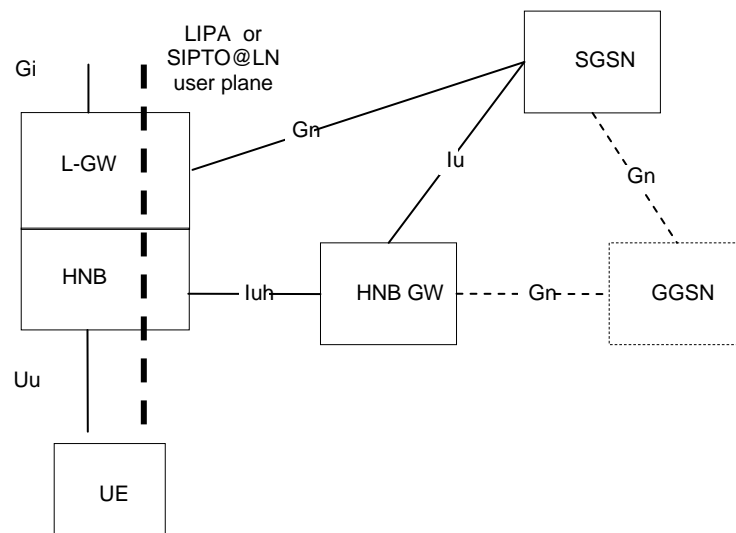 LIPA or
SIPTO@LN
user plane
Gi
SGSN
Gn
L-GW
Iu
Gn
HNB
Iuh
HNB GW
Gn
GGSN
Uu
UE